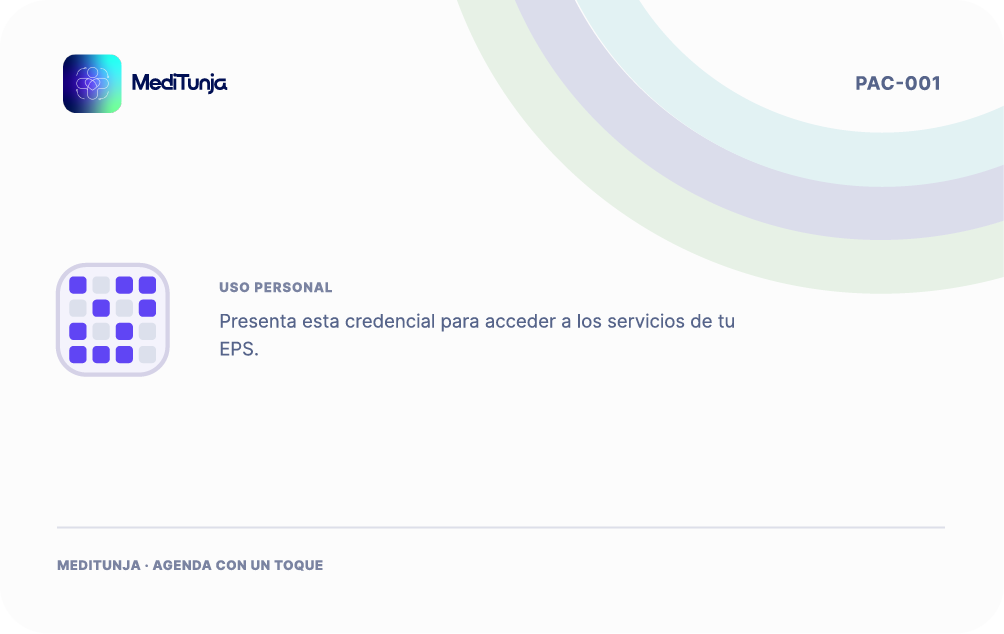 MediTunja
PAC-001
USO PERSONAL
Presenta esta credencial para acceder a los servicios de tu
EPS.
MEDITUNJA · AGENDA CON UN TOQUE